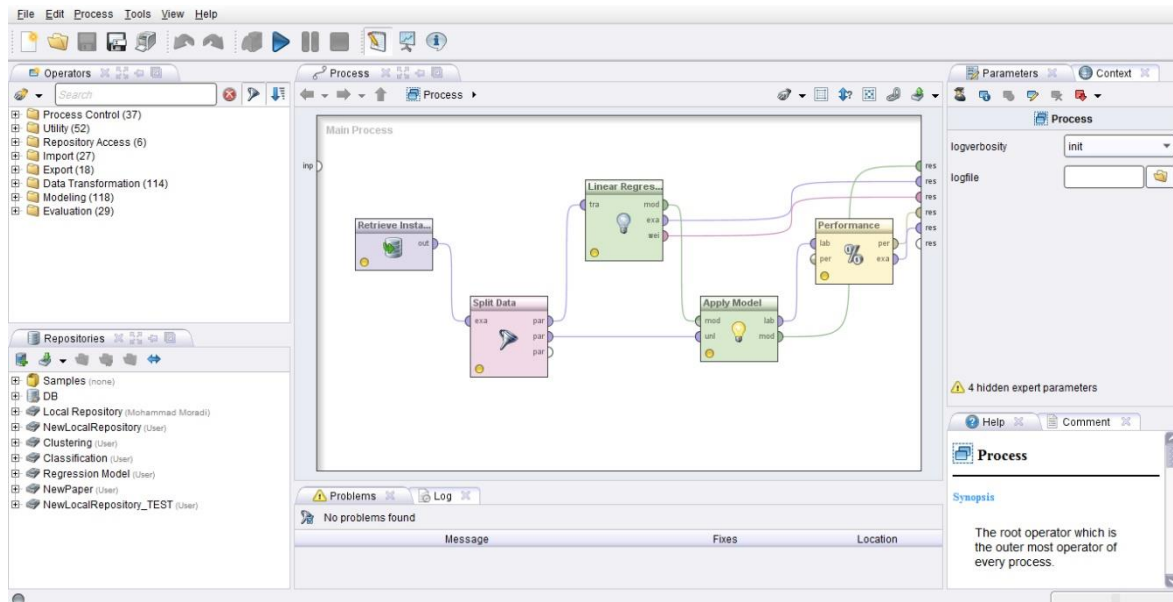 File Edit Process Tools View Help
Operators
Search
Process Control (37)
Utility (52)
Repository Access (6)
Import (27)
Export (18)
Data Transformation (114)
Modeling (118)
Evaluation (29)
Repositories
Samples (none)
DB
Local Repository (Mohammad Moradi)
NewLocalRepository (User)
Clustering (User)
Classification (User)
Regression Model (User)
NewPaper (User)
NewLocalRepository_TEST (User)
Process
Process
Main Process
inp
Retrieve Insta...
out
Split Data
exa par
par
par
Linear Regres...
tra mod
exa
wei
Apply Model
mod lab
unl mod
Performance
lab per
per exa
res
res
res
res
res
res
Problems Log
No problems found
Message Fixes Location
Parameters Context
Process
logverbosity init
logfile
4 hidden expert parameters
Help Comment
Process
Synopsis
The root operator which is
the outer most operator of
every process.